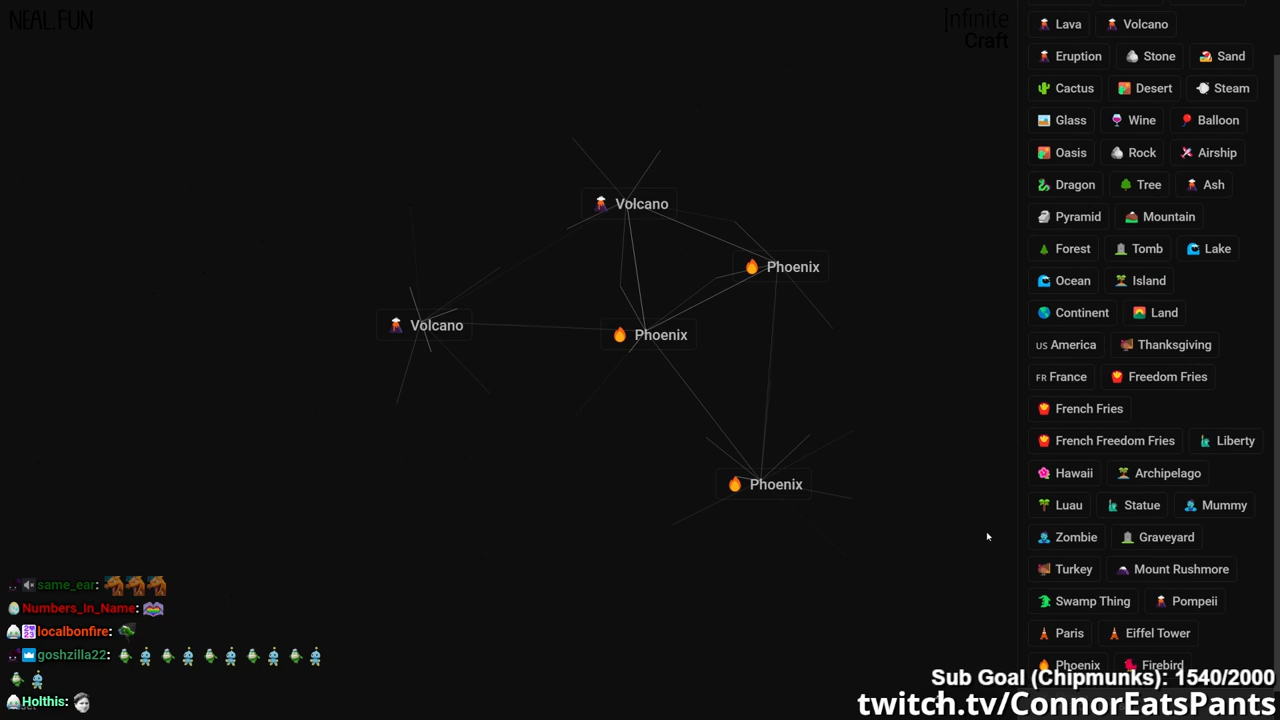 NEAL.FUN
Infinite
Craft
Lava Volcano
Eruption Stone Sand
Cactus Desert Steam
Glass Wine Balloon
Oasis Rock Airship
Dragon Tree Ash
Pyramid Mountain
Forest Tomb Lake
Ocean Island
Continent Land
US America Thanksgiving
FR France Freedom Fries
French Fries
French Freedom Fries Liberty
Hawaii Archipelago
Luau Statue Mummy
Zombie Graveyard
Turkey Mount Rushmore
Swamp Thing Pompeii
Paris Eiffel Tower
Phoenix Firebird
Volcano
Phoenix
Volcano
Phoenix
Phoenix
same_ear:
Numbers_In_Name:
localbonfire:
goshzilla22:
Holthis:
Sub Goal (Chipmunks): 1540/2000
twitch.tv/ConnorEatsPants